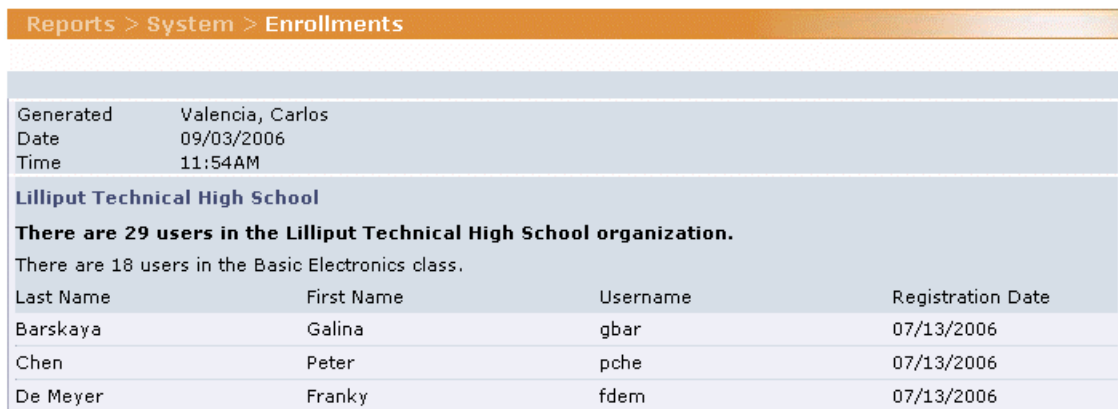 Reports > System > Enrollments
Generated Valencia, Carlos
Date 09/03/2006
Time 11:54AM
Lilliput Technical High School
There are 29 users in the Lilliput Technical High School organization.
There are 18 users in the Basic Electronics class.
Last Name First Name Username Registration Date
Barskaya Galina gbar 07/13/2006
Chen Peter pche 07/13/2006
De Meyer Franky fdem 07/13/2006